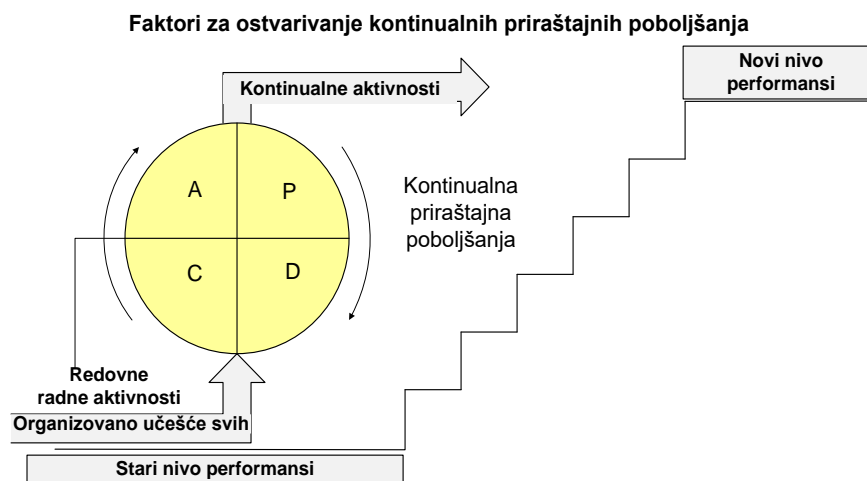 Faktori za ostvarivanje kontinualnih priraštajnih poboljšanja
Novi nivo
performansi
Kontinualne aktivnosti
A
P
C
D
Kontinualna
priraštajna
poboljšanja
Redovne
radne aktivnosti
Organizovano učešće svih
Stari nivo performansi